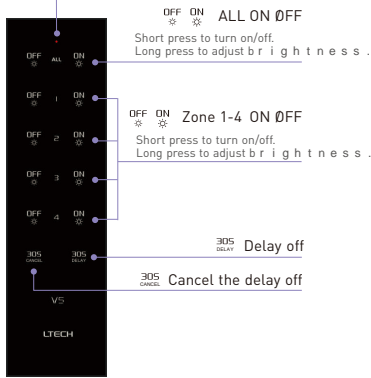 OFF ON ALL ON ØFF
Short press to turn on/off.
Long press to adjust b r i g h t n e s s .
OFF ALL ON
OFF 1 ON
OFF ON Zone 1-4 ON ØFF
Short press to turn on/off.
Long press to adjust b r i g h t n e s s .
OFF 2 ON
OFF 3 ON
OFF 4 ON
30S DELAY Delay off
30S CANCEL 30S DELAY
30S CANCEL Cancel the delay off
V5
LTECH